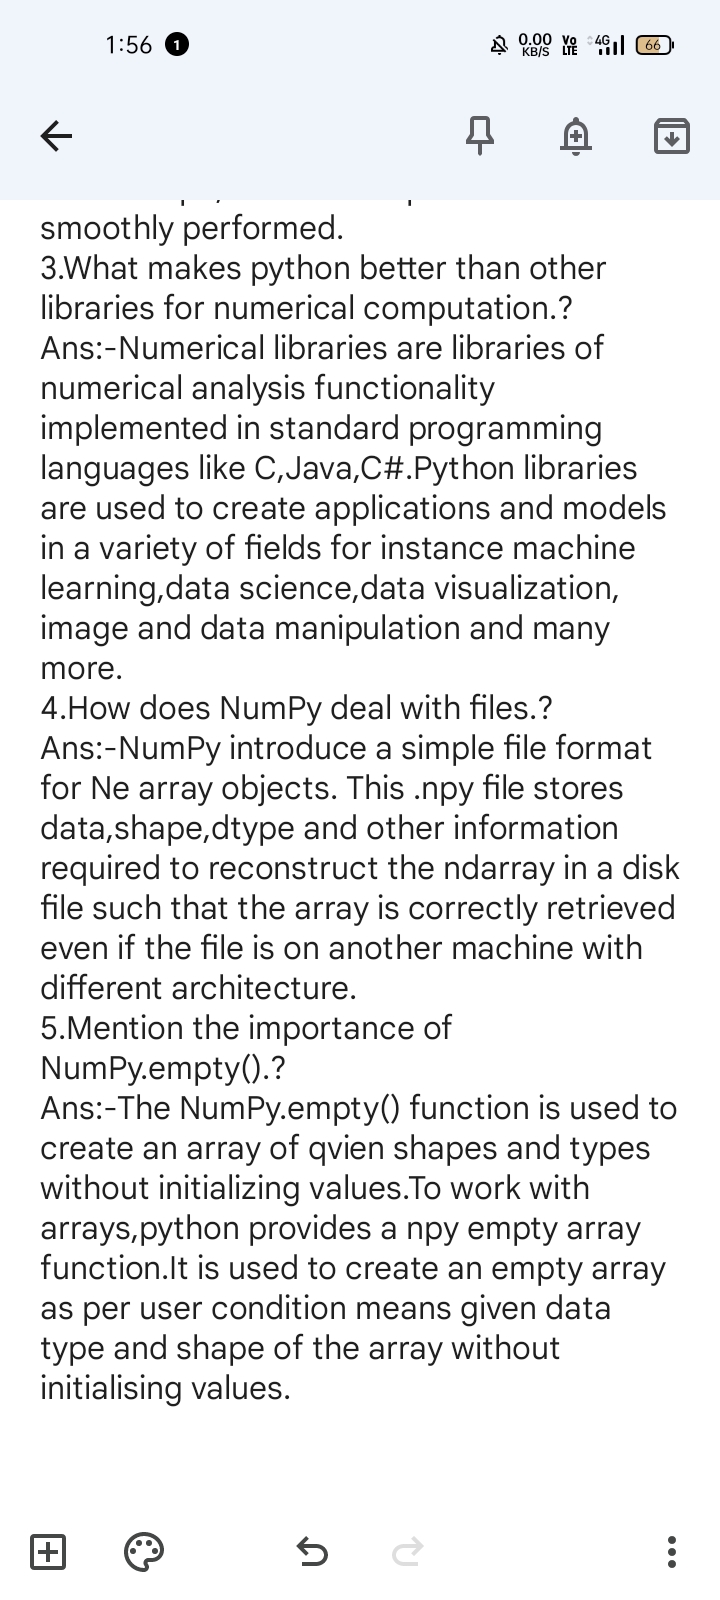 1:56 1 0.00 KB/S Vo LTE 4G 66
smoothly performed.
3.What makes python better than other
libraries for numerical computation.?
Ans:-Numerical libraries are libraries of
numerical analysis functionality
implemented in standard programming
languages like C,Java,C#.Python libraries
are used to create applications and models
in a variety of fields for instance machine
learning,data science,data visualization,
image and data manipulation and many
more.
4.How does NumPy deal with files.?
Ans:-NumPy introduce a simple file format
for Ne array objects. This .npy file stores
data,shape,dtype and other information
required to reconstruct the ndarray in a disk
file such that the array is correctly retrieved
even if the file is on another machine with
different architecture.
5.Mention the importance of
NumPy.empty().?
Ans:-The NumPy.empty() function is used to
create an array of qvien shapes and types
without initializing values.To work with
arrays,python provides a npy empty array
function.It is used to create an empty array
as per user condition means given data
type and shape of the array without
initialising values.